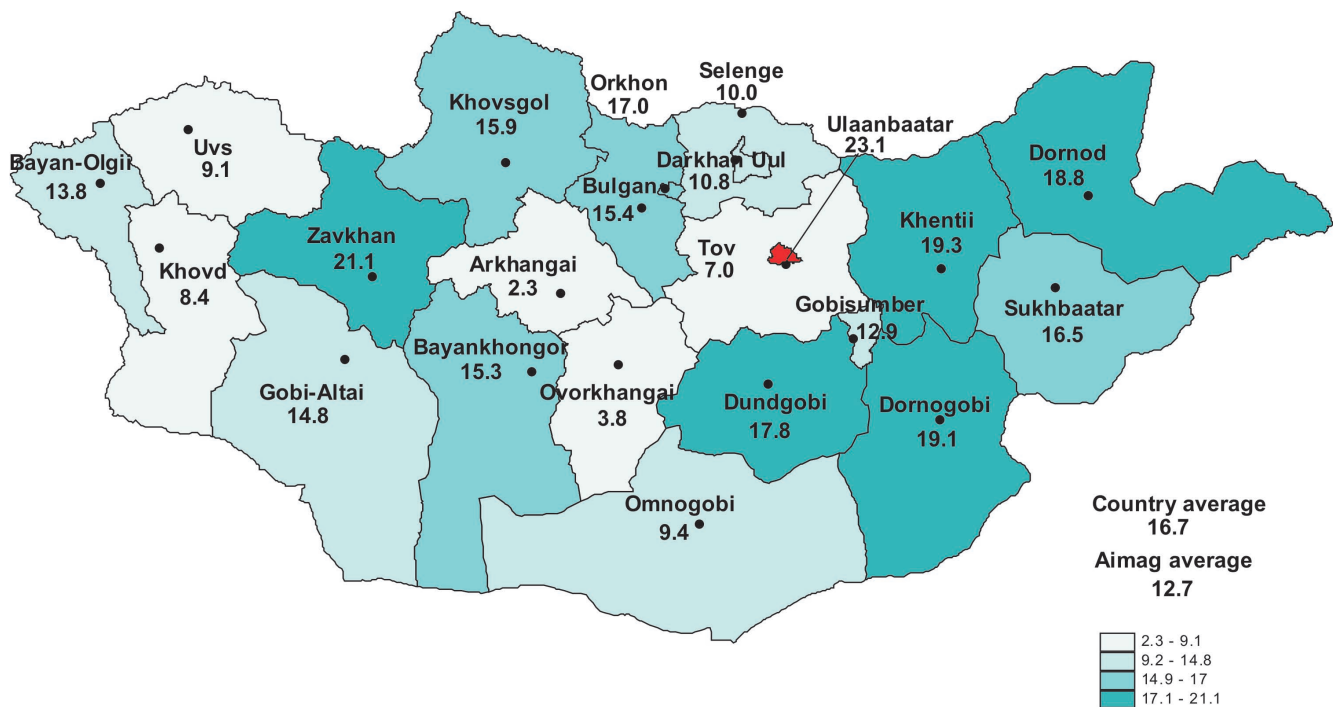 Orkhon
17.0
Selenge
10.0
Ulaanbaatar
23.1
Khovsgol
15.9
Uvs
9.1
Bayan-Olgii
13.8
Darkhan Uul
10.8
Dornod
18.8
Bulgan
15.4
Zavkhan
21.1
Khentii
19.3
Tov
7.0
Khovd
8.4
Arkhangai
2.3
Gobisumber
12.9
Sukhbaatar
16.5
Bayankhongor
15.3
Gobi-Altai
14.8
Ovorkhangai
3.8
Dundgobi
17.8
Dornogobi
19.1
Omnogobi
9.4
Country average
16.7
Aimag average
12.7
2.3 - 9.1
9.2 - 14.8
14.9 - 17
17.1 - 21.1